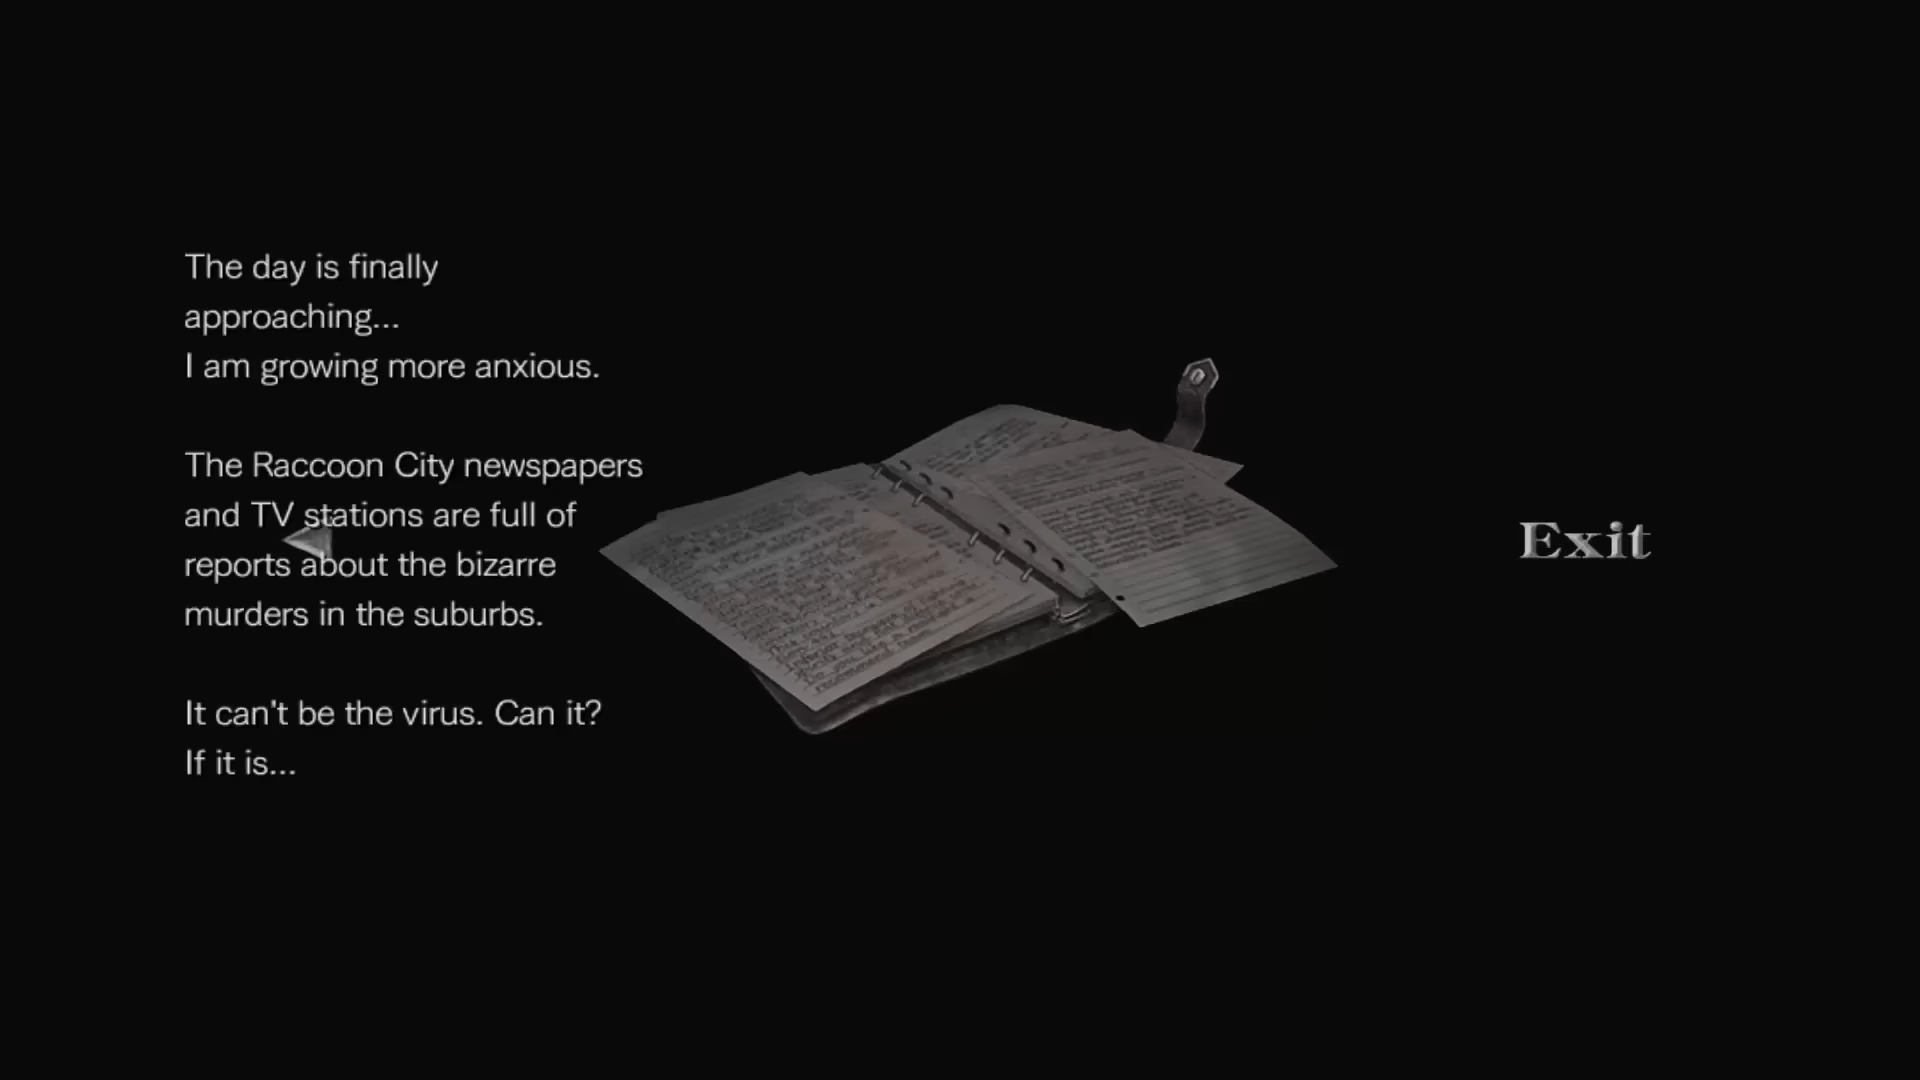 The day is finally
approaching...
I am growing more anxious.
The Raccoon City newspapers
and TV stations are full of
reports about the bizarre
murders in the suburbs.
It can't be the virus. Can it?
If it is...
Exit